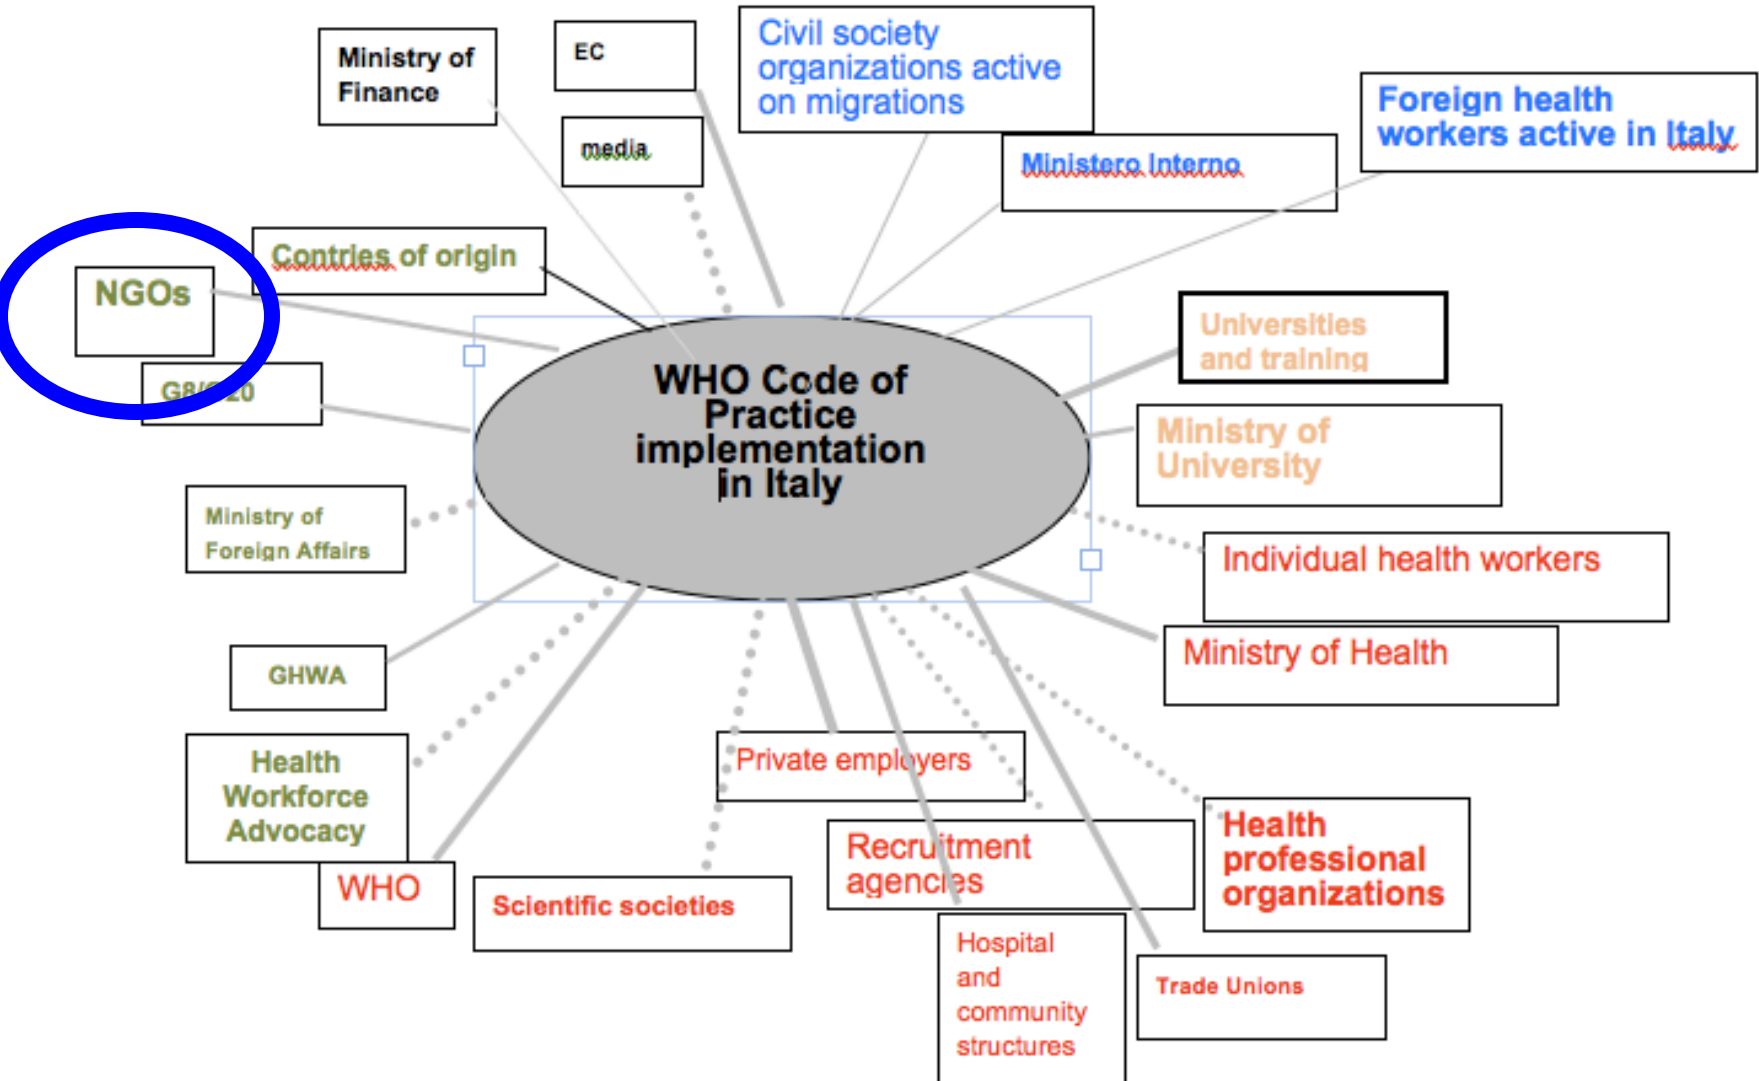 Ministry of
Finance
EC
media
Civil society
organizations active
on migrations
Ministero Interno
Foreign health
workers active in Italy
Contries of origin
NGOs
G8/G20
WHO Code of
Practice
implementation
in Italy
Universities
and training
Ministry of
University
Ministry of
Foreign Affairs
Individual health workers
Ministry of Health
GHWA
Health
Workforce
Advocacy
WHO
Scientific societies
Private employers
Recruitment
agencies
Health
professional
organizations
Hospital
and
community
structures
Trade Unions